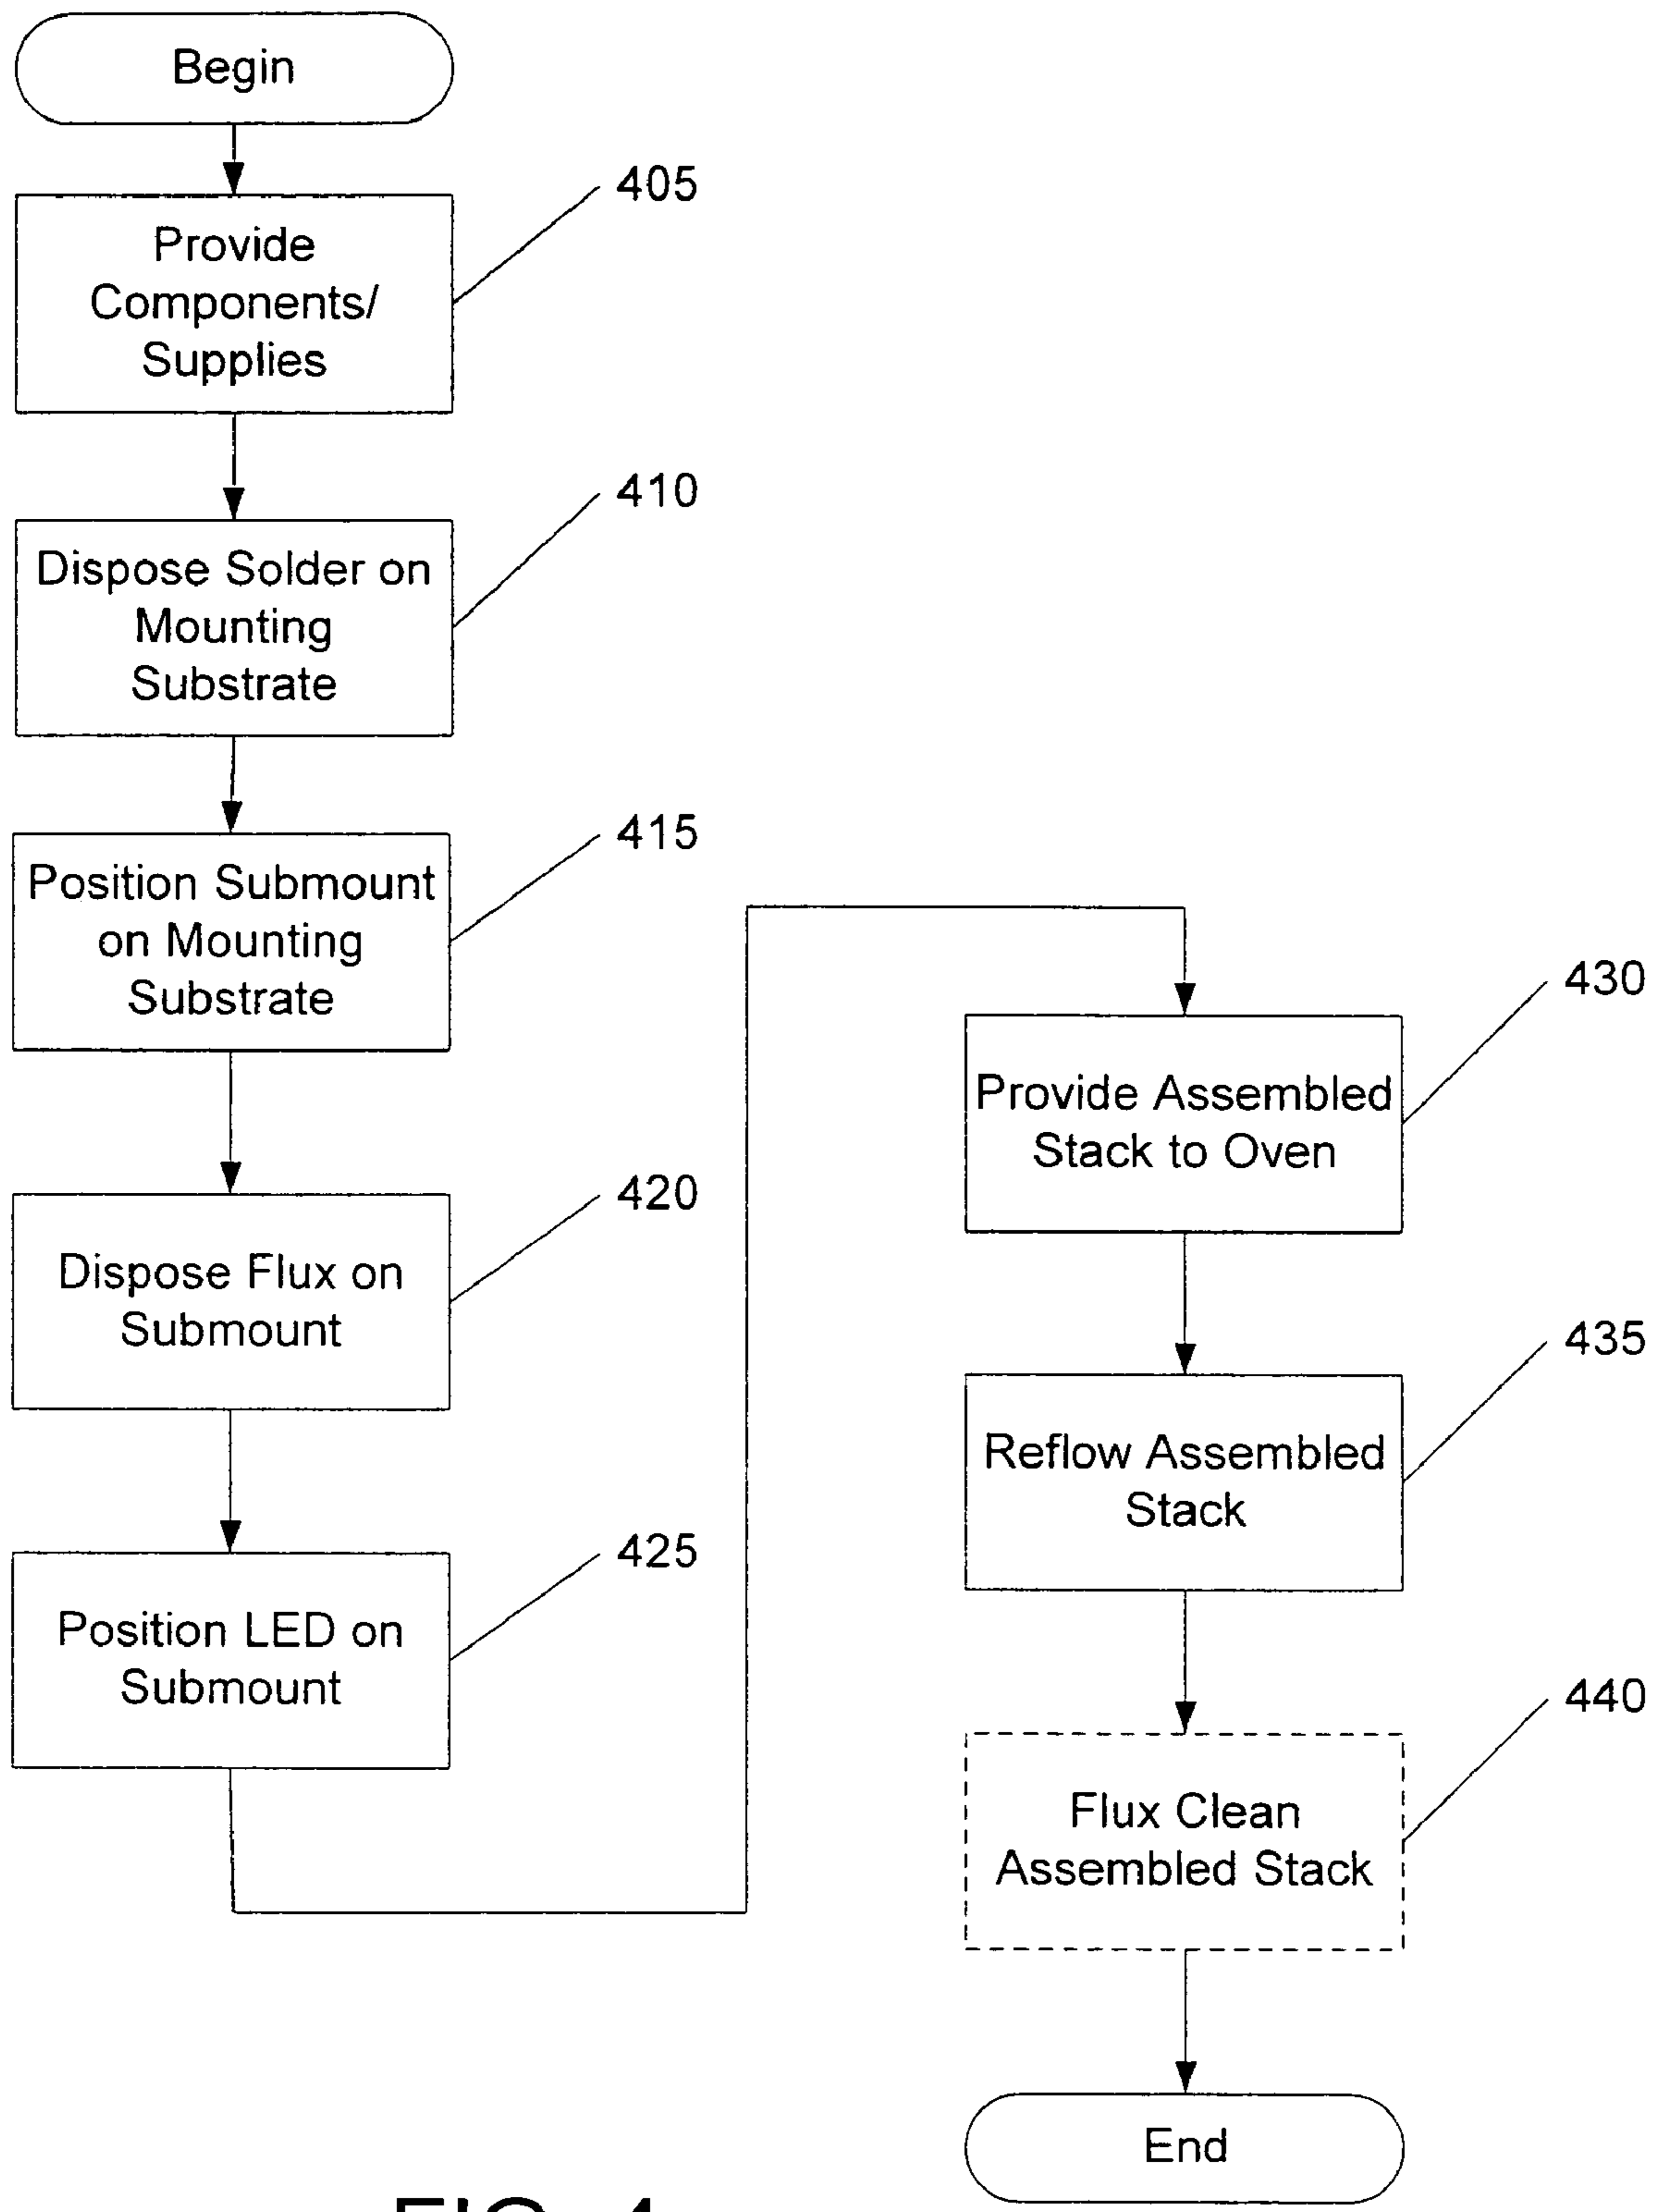 Begin
405
Provide
Components/
Supplies
410
Dispose Solder on
Mounting
Substrate
415
Position Submount
on Mounting
Substrate
420
Dispose Flux on
Submount
425
Position LED on
Submount
430
Provide Assembled
Stack to Oven
435
Reflow Assembled
Stack
440
Flux Clean
Assembled Stack
End